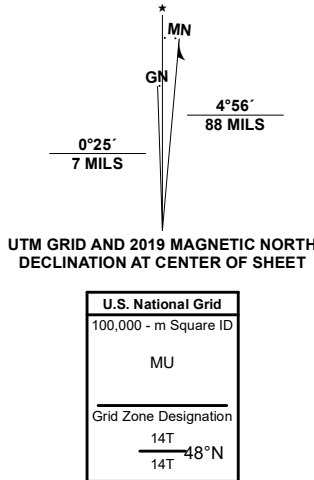 ★
MN
GN
4°56´
88 MILS
0°25´
7 MILS
UTM GRID AND 2019 MAGNETIC NORTH
DECLINATION AT CENTER OF SHEET
U.S. National Grid
100,000 - m Square ID
MU
Grid Zone Designation
14T
48°N
14T